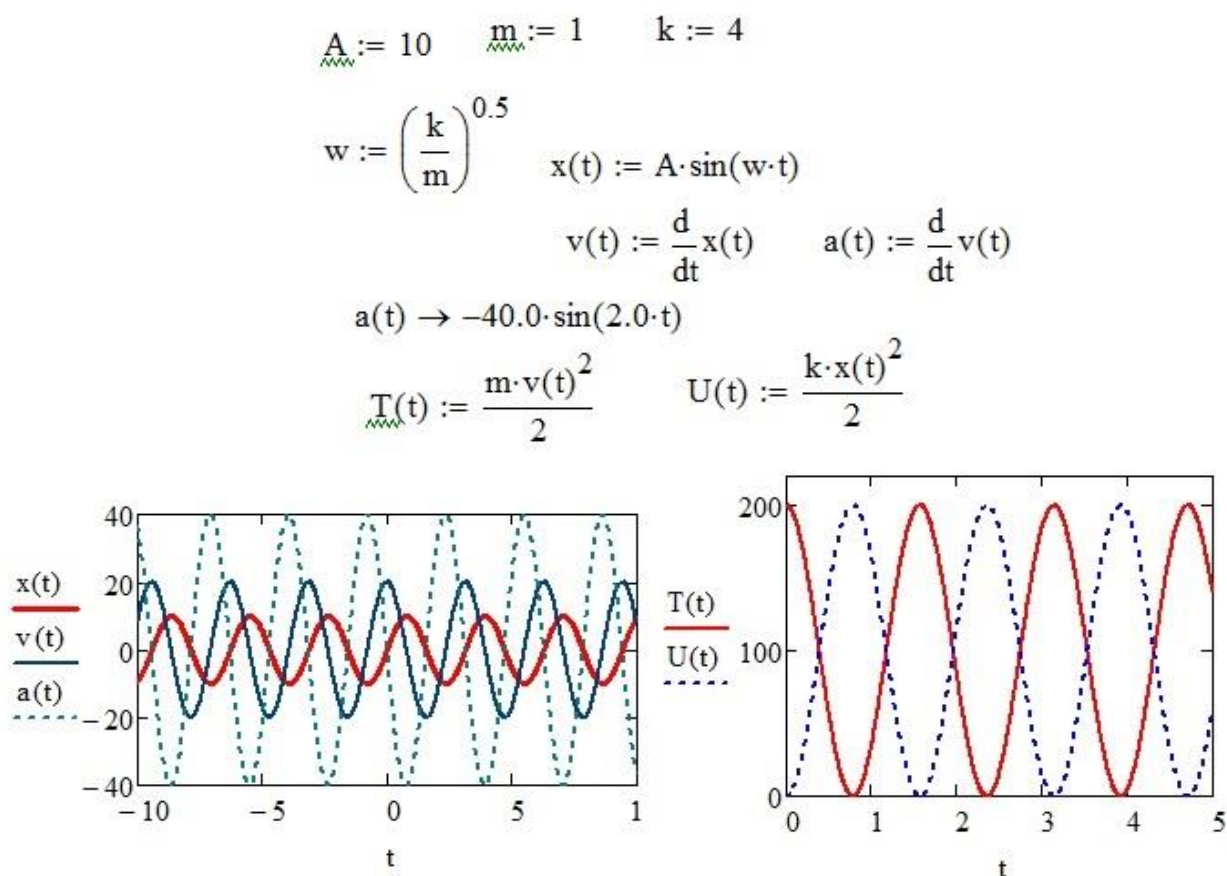 A := 10 m := 1 k := 4
w := (k/m)^0.5
x(t) := A·sin(w·t)
v(t) := d/dt x(t) a(t) := d/dt v(t)
a(t) → −40.0·sin(2.0·t)
T(t) := m·v(t)^2/2 U(t) := k·x(t)^2/2
x(t)
v(t)
a(t)
40
20
0
−20
−40
−10 −5 0 5 1
t
T(t)
U(t)
200
100
0
0 1 2 3 4 5
t